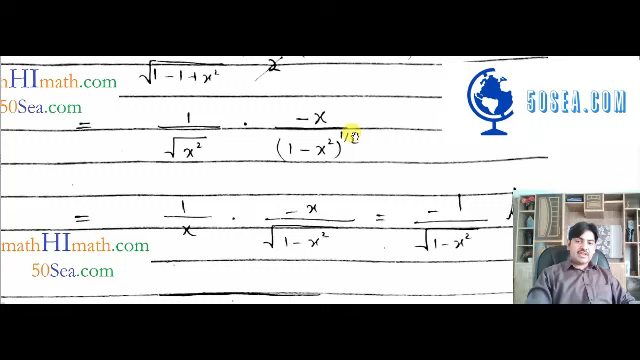 √(1 - 1 + x²) 2
mathHImath.com
50Sea.com
50SEA.COM
= 1/√(x²) · -x/(1 - x²)^(1/2)
= 1/x · -x/√(1 - x²) = -1/√(1 - x²)
mathHImath.com
50Sea.com